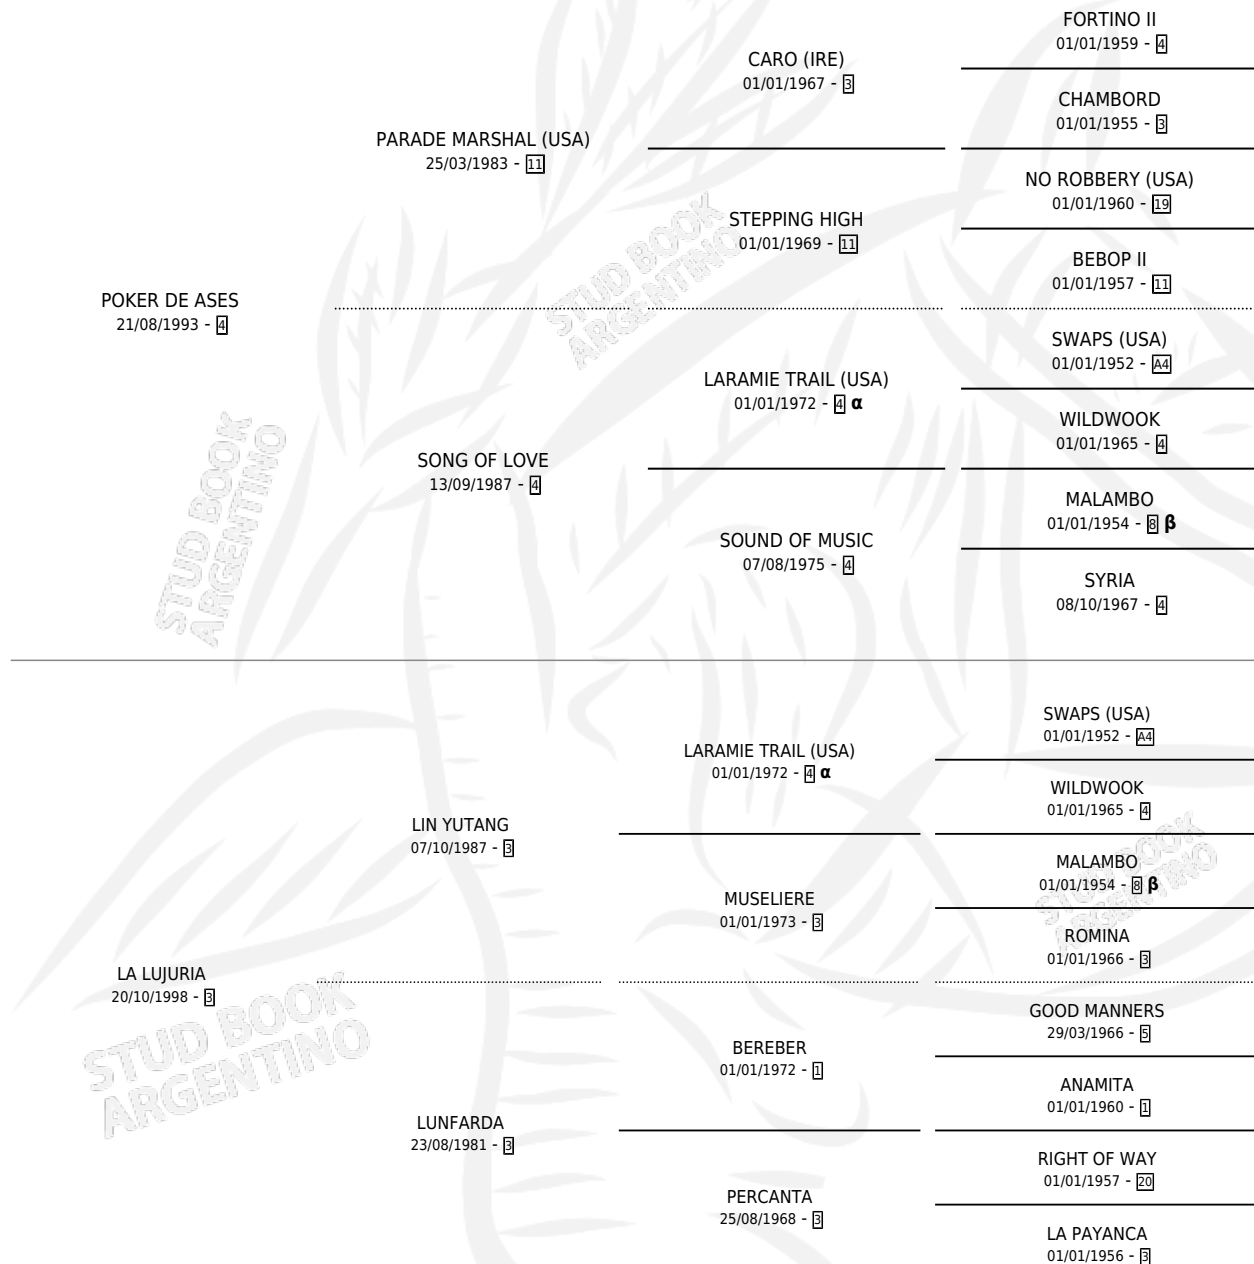 FORTINO II
01/01/1959 - 4
CARO (IRE)
01/01/1967 - 3
CHAMBORD
01/01/1955 - 3
PARADE MARSHAL (USA)
25/03/1983 - 11
NO ROBBERY (USA)
01/01/1960 - 19
STEPPING HIGH
01/01/1969 - 11
BEBOP II
01/01/1957 - 11
POKER DE ASES
21/08/1993 - 4
SWAPS (USA)
01/01/1952 - A4
LARAMIE TRAIL (USA)
01/01/1972 - 4 α
WILDWOOK
01/01/1965 - 4
SONG OF LOVE
13/09/1987 - 4
MALAMBO
01/01/1954 - 8 β
SOUND OF MUSIC
07/08/1975 - 4
SYRIA
08/10/1967 - 4
SWAPS (USA)
01/01/1952 - A4
LARAMIE TRAIL (USA)
01/01/1972 - 4 α
WILDWOOK
01/01/1965 - 4
LIN YUTANG
07/10/1987 - 3
MALAMBO
01/01/1954 - 8 β
MUSELIERE
01/01/1973 - 3
ROMINA
01/01/1966 - 3
LA LUJURIA
20/10/1998 - 3
GOOD MANNERS
29/03/1966 - 5
BEREBER
01/01/1972 - 1
ANAMITA
01/01/1960 - 1
LUNFARDA
23/08/1981 - 3
RIGHT OF WAY
01/01/1957 - 20
PERCANTA
25/08/1968 - 3
LA PAYANCA
01/01/1956 - 3
STUD BOOK
ARGENTINO
STUD BOOK
ARGENTINO
STUD BOOK
ARGENTINO
STUD BOOK
ARGENTINO